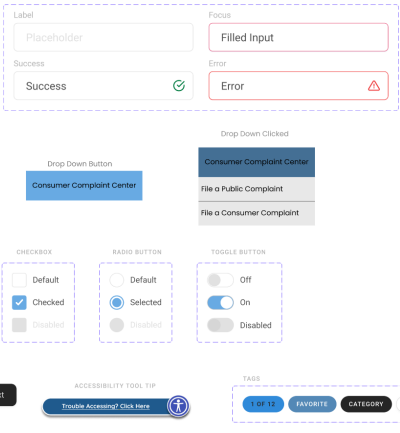 Label
Focus
Placeholder
Filled Input
Success
Error
Success
Error
Drop Down Clicked
Drop Down Button
Consumer Complaint Center
Consumer Complaint Center
File a Public Complaint
File a Consumer Complaint
CHECKBOX
RADIO BUTTON
TOGGLE BUTTON
Default
Default
Off
Checked
Selected
On
Disabled
Disabled
Disabled
ACCESSIBILITY TOOL TIP
TAGS
Trouble Accessing? Click Here
1 OF 12
FAVORITE
CATEGORY